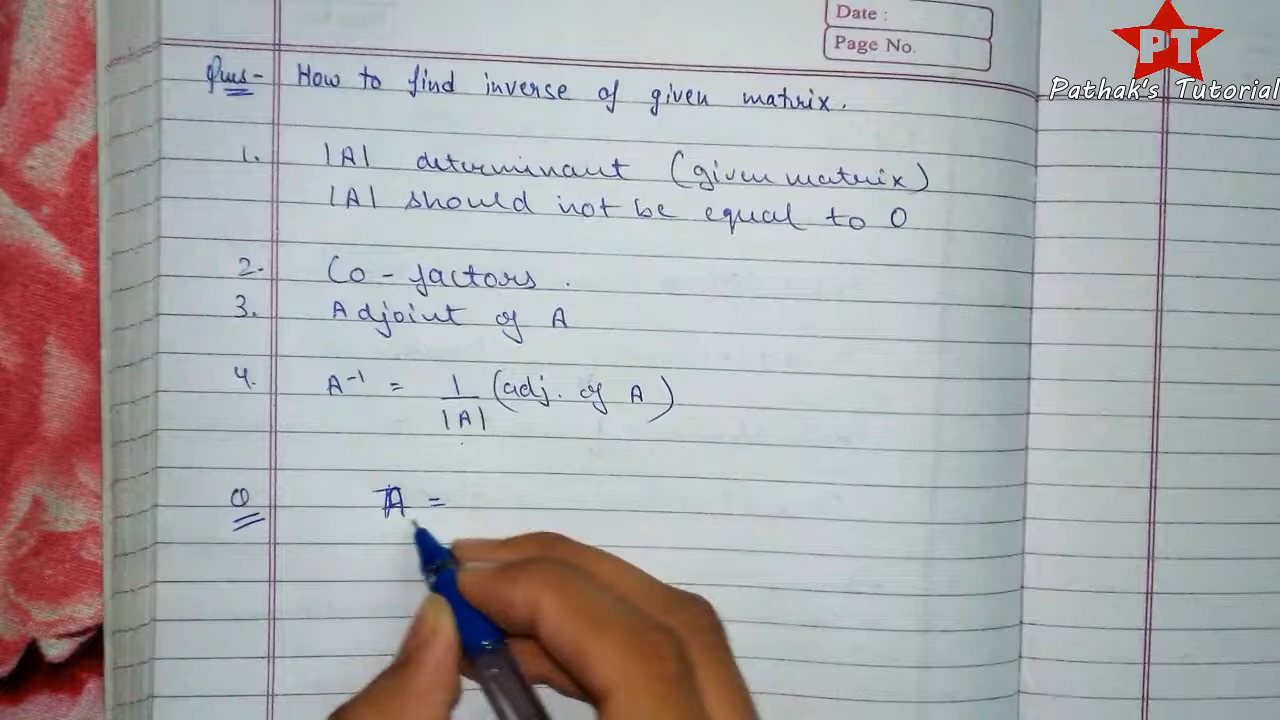 Date :
Page No.
PT
Pathak's Tutorial
Ques - How to find inverse of given matrix.
1. |A| determinant (given matrix)
|A| should not be equal to 0
2. Co-factors.
3. Adjoint of A
4. A⁻¹ = 1/|A| (adj. of A)
Q A =